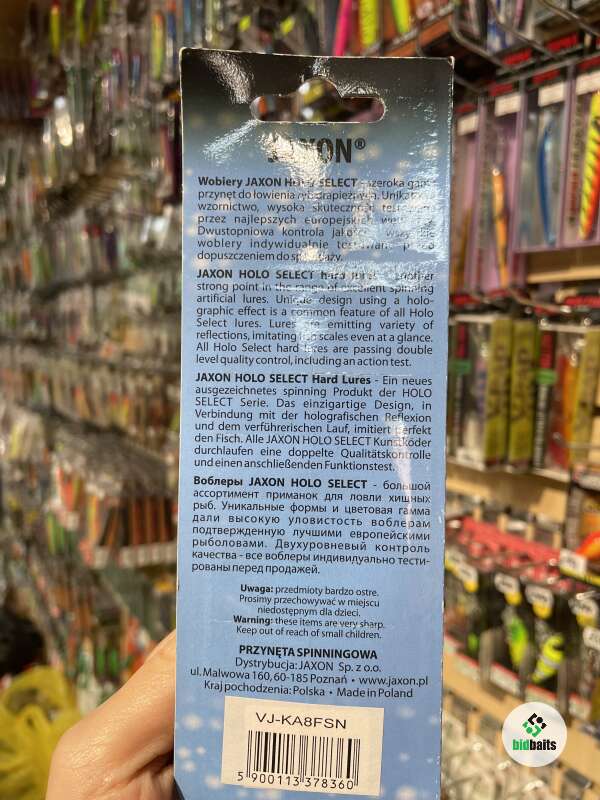 JAXON®
Wobiery JAXON HOLO SELECT - szeroka
przynęt do łowienia ryb drapieżnych.
wzornictwo, wysoka skuteczność
przez najlepszych europejskich
Dwustopniowa kontrola
woblery indywidualnie przed
dopuszczeniem do sprzedaży.
JAXON HOLO SELECT hard lures - another
strong point in the range of excellent spinning
artificial lures. Unique design using a holo-
graphic effect is a common feature of all Holo
Select lures. Lures are emitting variety of
reflections, imitating fish scales even at a glance.
All Holo Select hard lures are passing double
level quality control, including an action test.
JAXON HOLO SELECT Hard Lures - Ein neues
ausgezeichnetes spinning Produkt der HOLO
SELECT Serie. Das einzigartige Design, in
Verbindung mit der holografischen Reflexion
und dem verführerischen Lauf, imitiert perfekt
den Fisch. Alle JAXON HOLO SELECT Kunstköder
durchlaufen eine doppelte Qualitätskontrolle
und einen anschließenden Funktionstest.
Воблеры JAXON HOLO SELECT - большой
ассортимент приманок для ловли хищных
рыб. Уникальные формы и цветовая гамма
дали высокую уловистость воблерам
подтвержденную лучшими европейскими
рыболовами. Двухуровневый контроль
качества - все воблеры индивидуально тести-
рованы перед продажей.
Uwaga: przedmioty bardzo ostre.
Prosimy przechowywać w miejscu
niedostępnym dla dzieci.
Warning: these items are very sharp.
Keep out of reach of small children.
PRZYNĘTA SPINNINGOWA
Dystrybucja: JAXON Sp. z o.o.
ul. Malwowa 160, 60-185 Poznań • www.jaxon.pl
Kraj pochodzenia: Polska • Made in Poland
VJ-KA8FSN
5 900113 378360
bidbaits